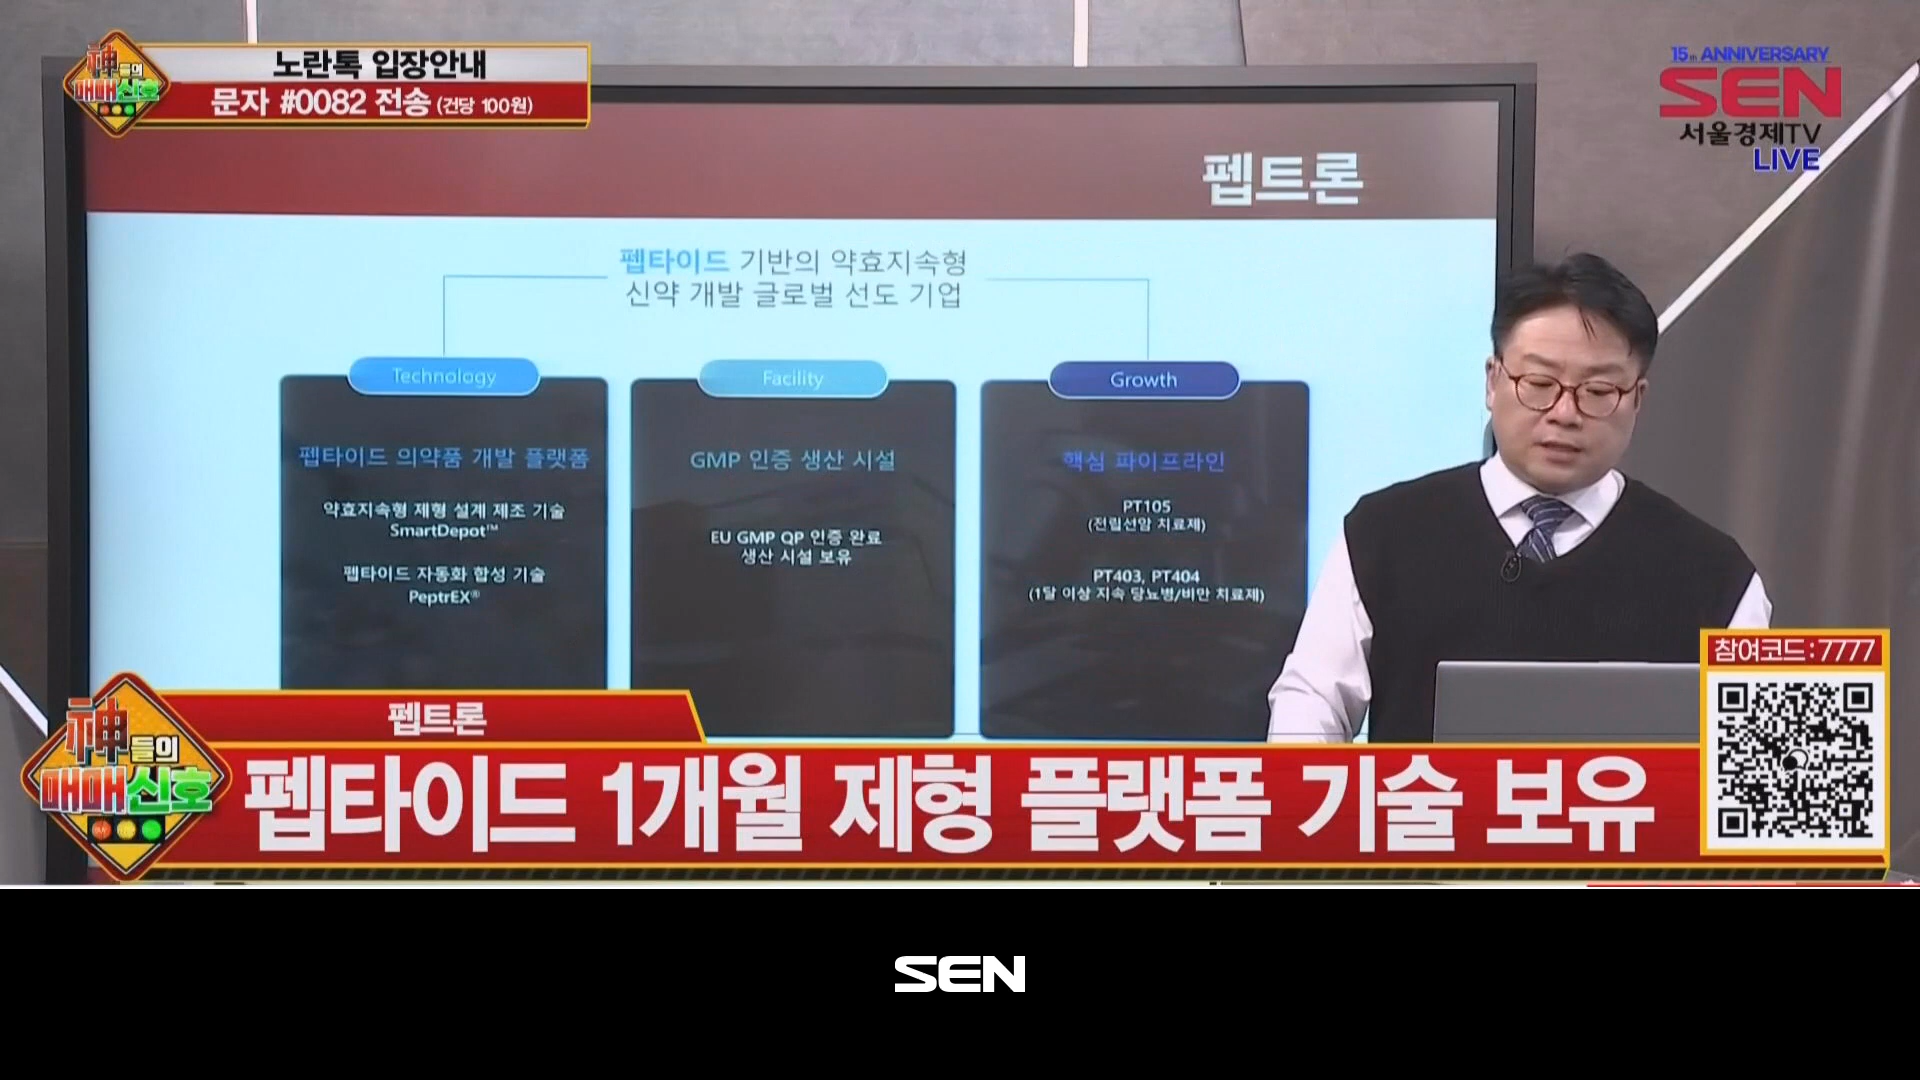 神들의
매매신호
노란톡 입장안내
문자 #0082 전송 (건당 100원)
15th ANNIVERSARY
SEN
서울경제TV
LIVE
펩트론
펩타이드 기반의 약효지속형
신약 개발 글로벌 선도 기업
Technology
펩타이드 의약품 개발 플랫폼
약효지속형 제형 설계 제조 기술
SmartDepot™
펩타이드 자동화 합성 기술
PeptrEX®
Facility
GMP 인증 생산 시설
EU GMP QP 인증 완료
생산 시설 보유
Growth
핵심 파이프라인
PT105
(전립선암 치료제)
PT403, PT404
(1달 이상 지속 당뇨병/비만 치료제)
참여코드:7777
神들의
매매신호
펩트론
펩타이드 1개월 제형 플랫폼 기술 보유
SEN